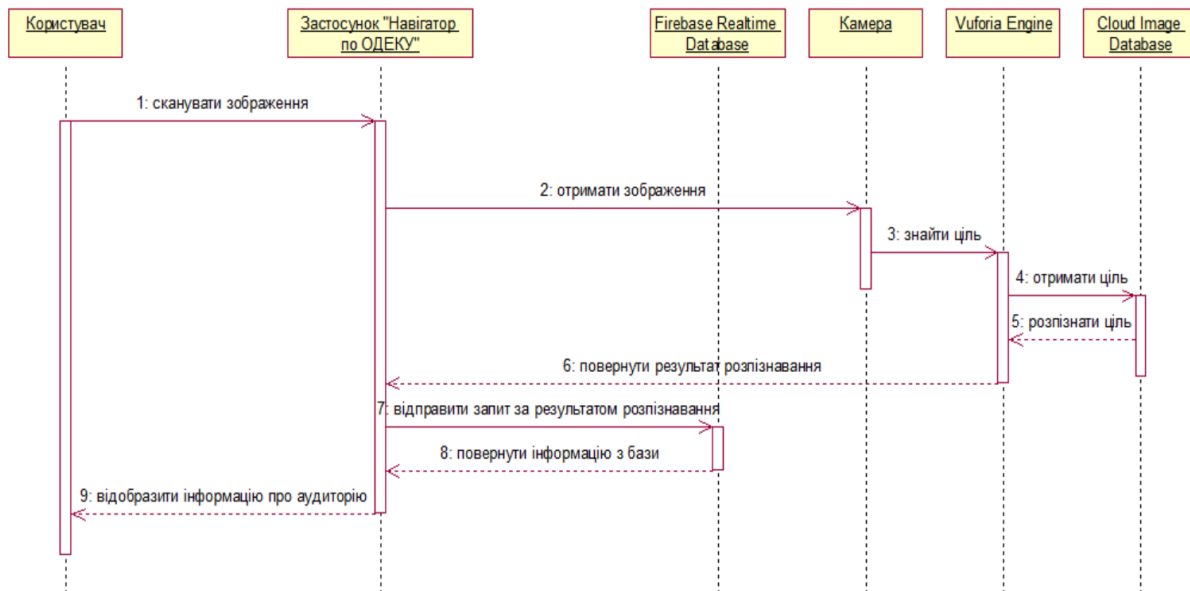 Користувач
Застосунок "Навігатор
по ОДЕКУ"
Firebase Realtime
Database
Камера
Vuforia Engine
Cloud Image
Database
1: сканувати зображення
2: отримати зображення
3: знайти ціль
4: отримати ціль
5: розпізнати ціль
6: повернути результат розпізнавання
7: відправити запит за результатом розпізнавання
8: повернути інформацію з бази
9: відобразити інформацію про аудиторію